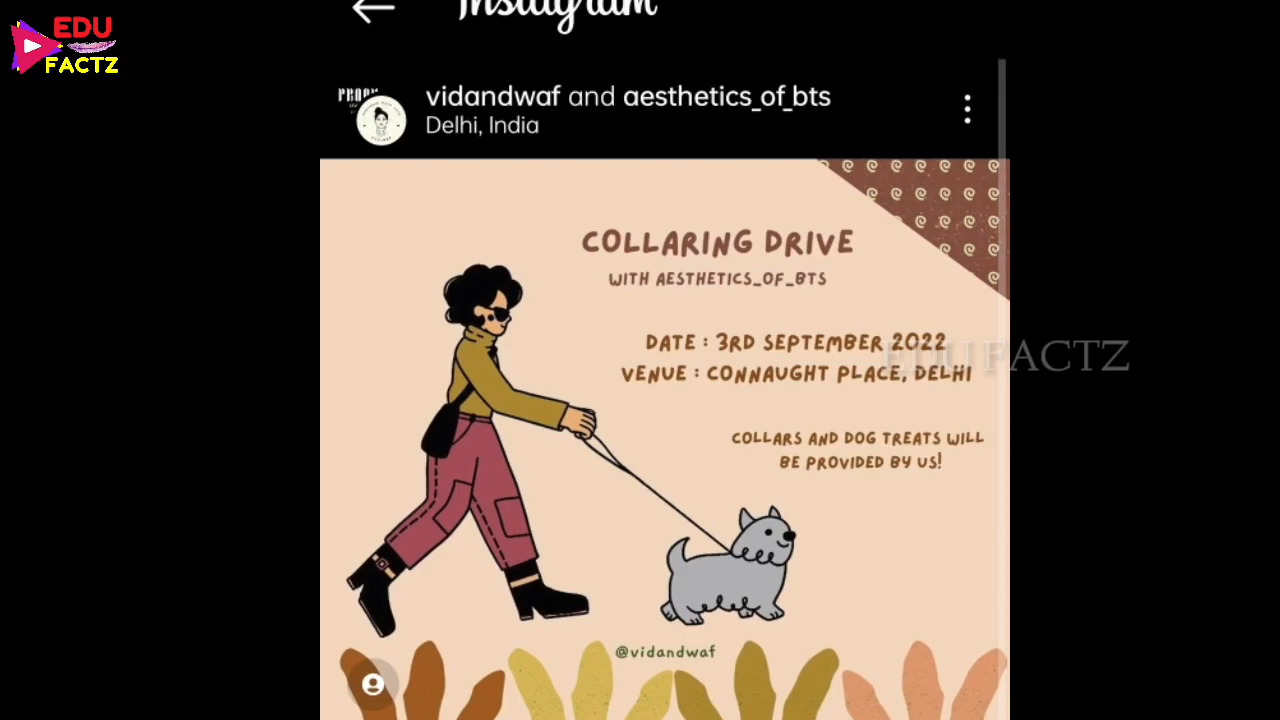 EDU
FACTZ
Instagram
vidandwaf and aesthetics_of_bts
Delhi, India
COLLARING DRIVE
WITH AESTHETICS_OF_BTS
DATE : 3RD SEPTEMBER 2022
VENUE : CONNAUGHT PLACE, DELHI
EDU FACTZ
COLLARS AND DOG TREATS WILL
BE PROVIDED BY US!
@vidandwaf